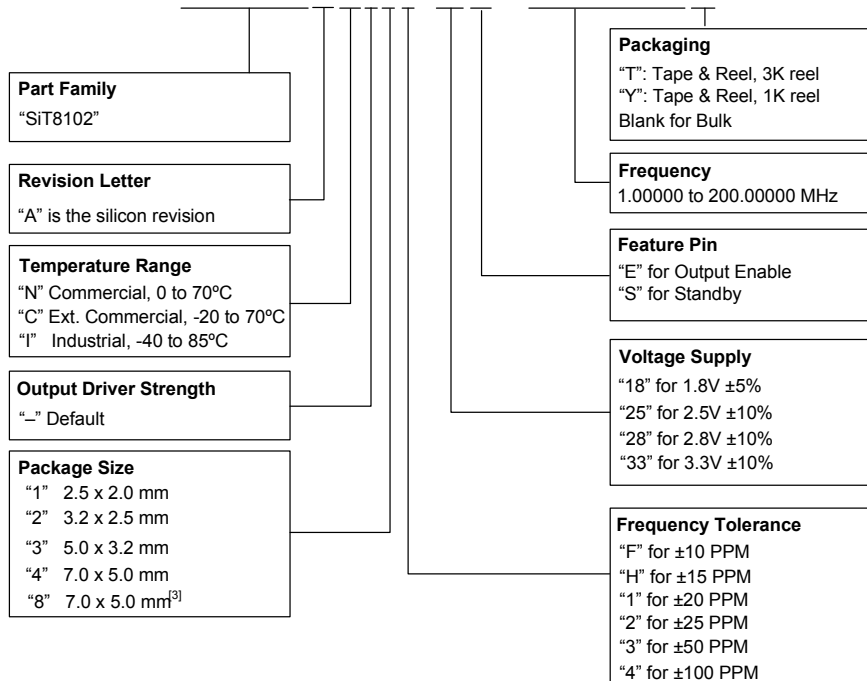 Part Family
“SiT8102”
Revision Letter
“A” is the silicon revision
Temperature Range
“N” Commercial, 0 to 70ºC
“C” Ext. Commercial, -20 to 70ºC
“I” Industrial, -40 to 85ºC
Output Driver Strength
“–” Default
Package Size
“1” 2.5 x 2.0 mm
“2” 3.2 x 2.5 mm
“3” 5.0 x 3.2 mm
“4” 7.0 x 5.0 mm
“8” 7.0 x 5.0 mm[3]
Packaging
“T”: Tape & Reel, 3K reel
“Y”: Tape & Reel, 1K reel
Blank for Bulk
Frequency
1.00000 to 200.00000 MHz
Feature Pin
“E” for Output Enable
“S” for Standby
Voltage Supply
“18” for 1.8V ±5%
“25” for 2.5V ±10%
“28” for 2.8V ±10%
“33” for 3.3V ±10%
Frequency Tolerance
“F” for ±10 PPM
“H” for ±15 PPM
“1” for ±20 PPM
“2” for ±25 PPM
“3” for ±50 PPM
“4” for ±100 PPM